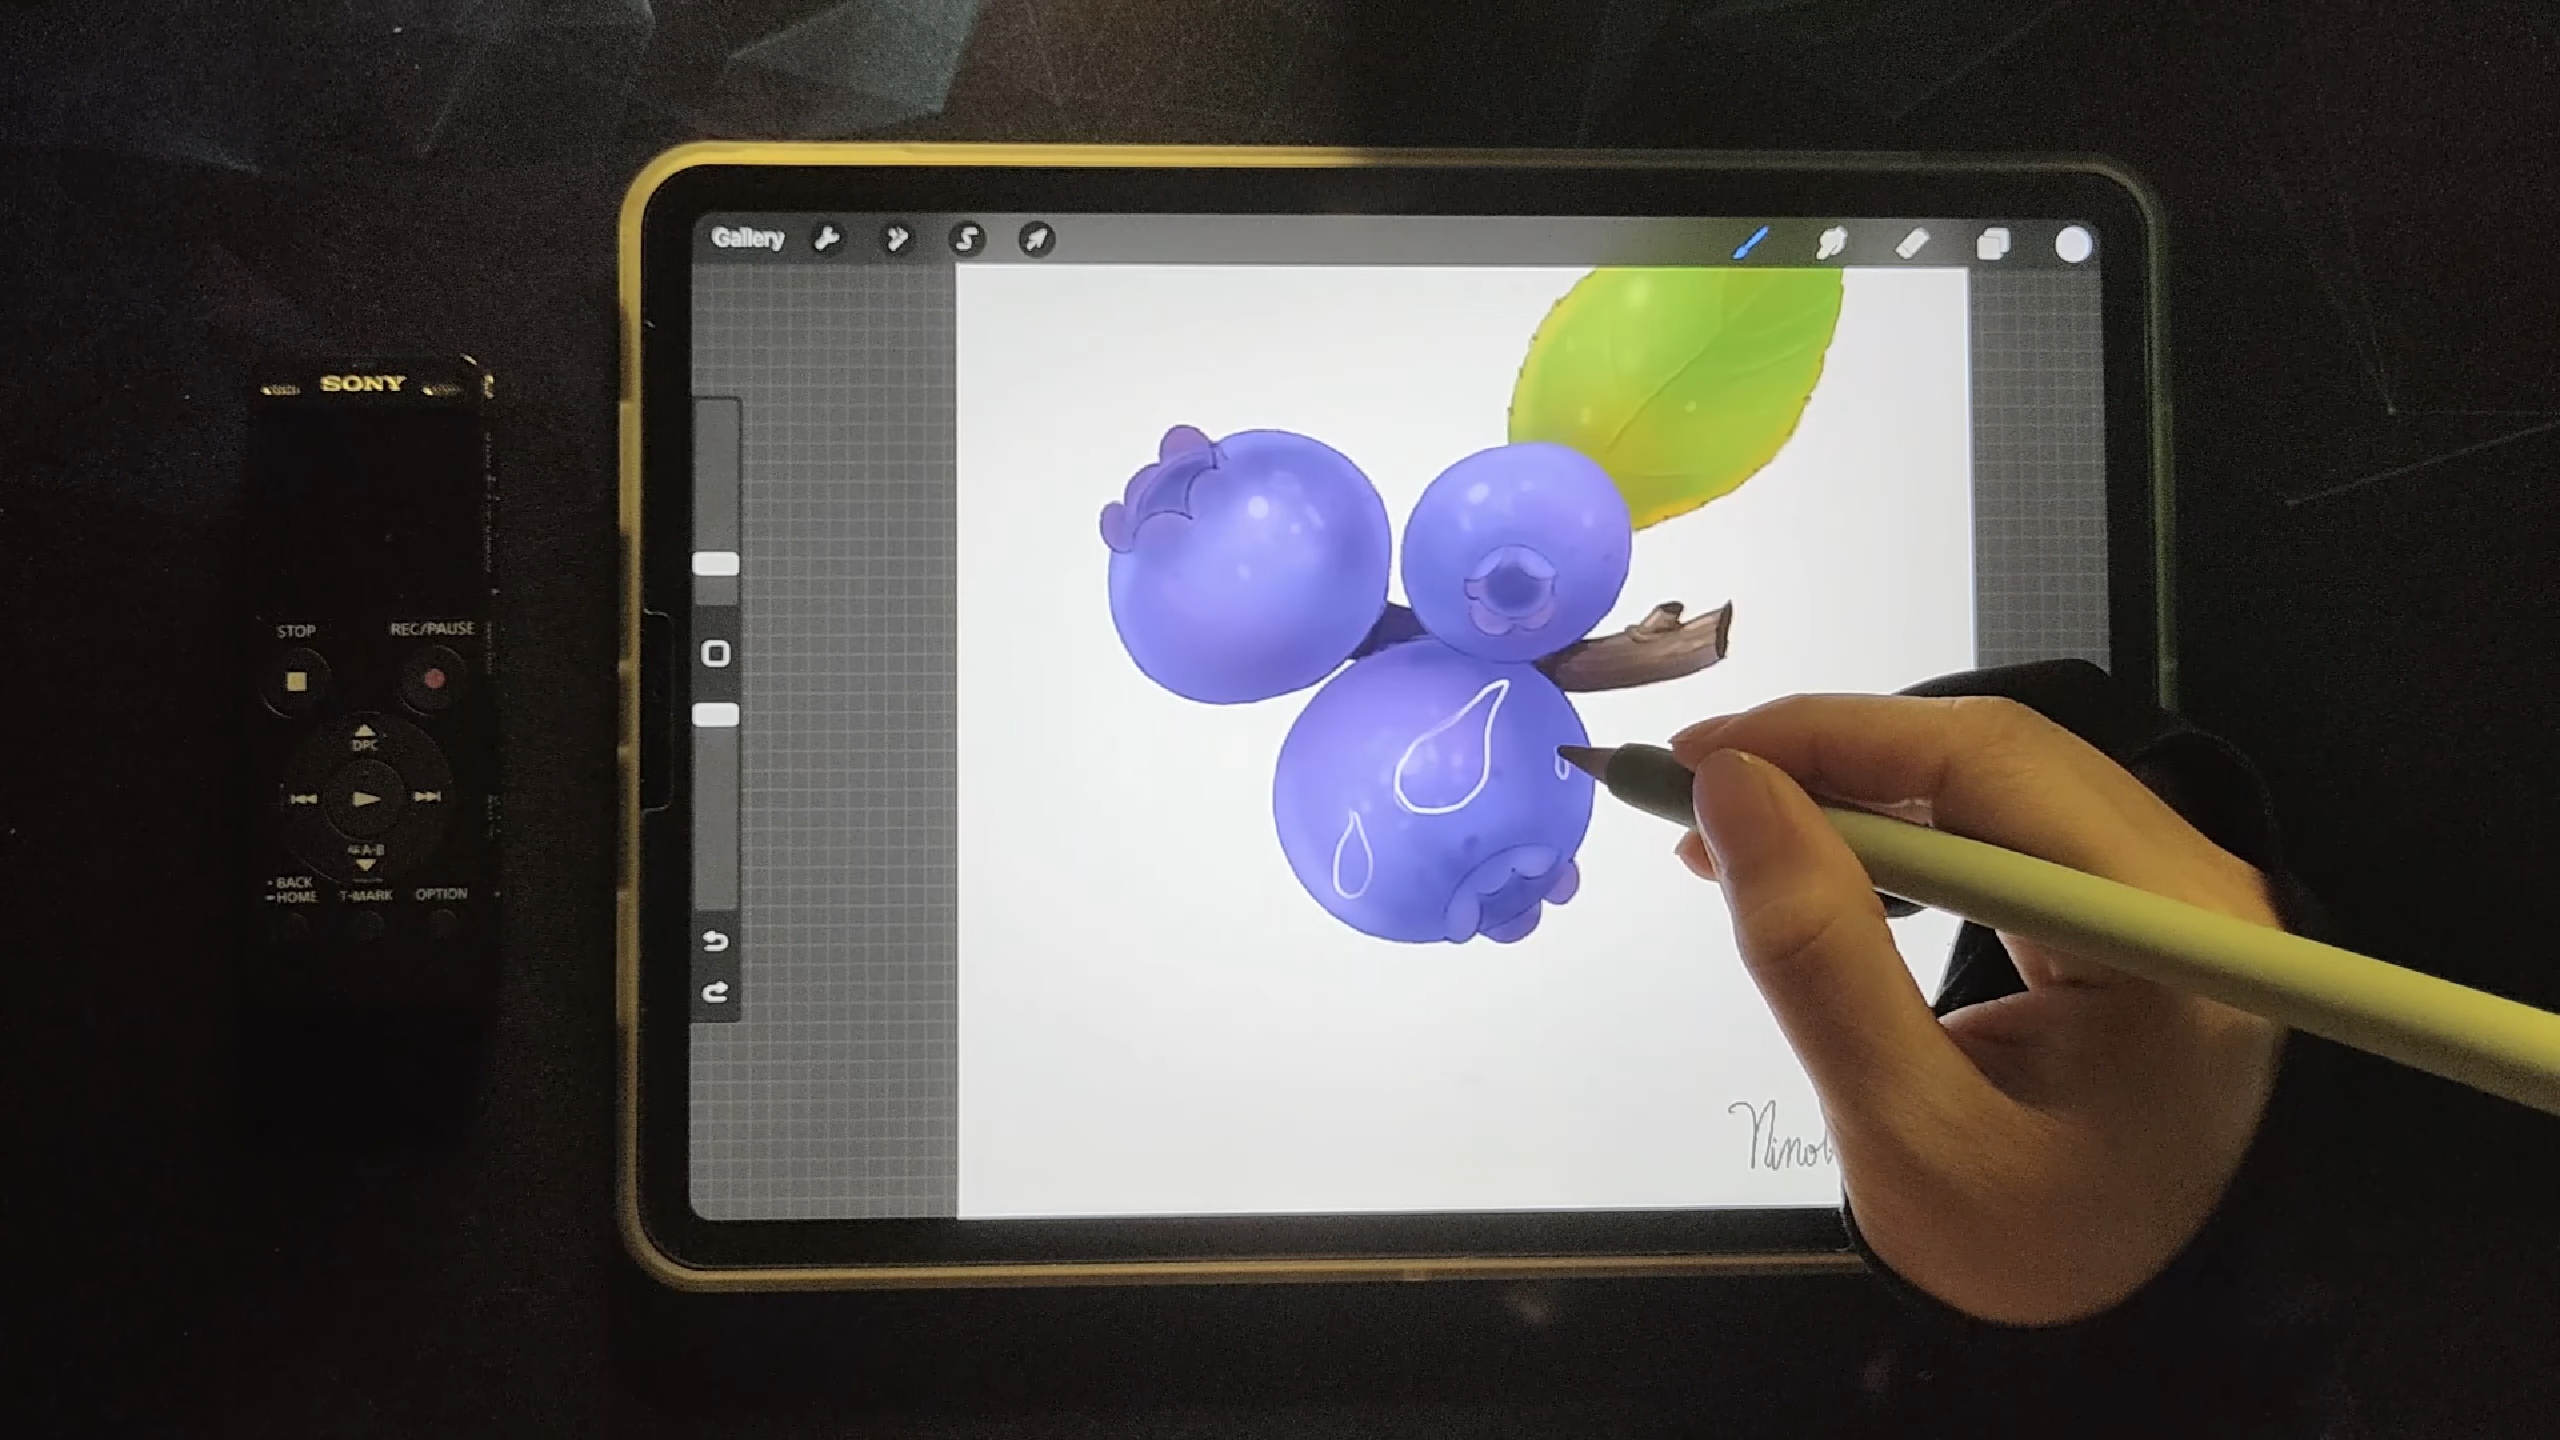 Gallery
SONY
STOP REC/PAUSE
DPC
A-B
BACK
HOME T-MARK OPTION